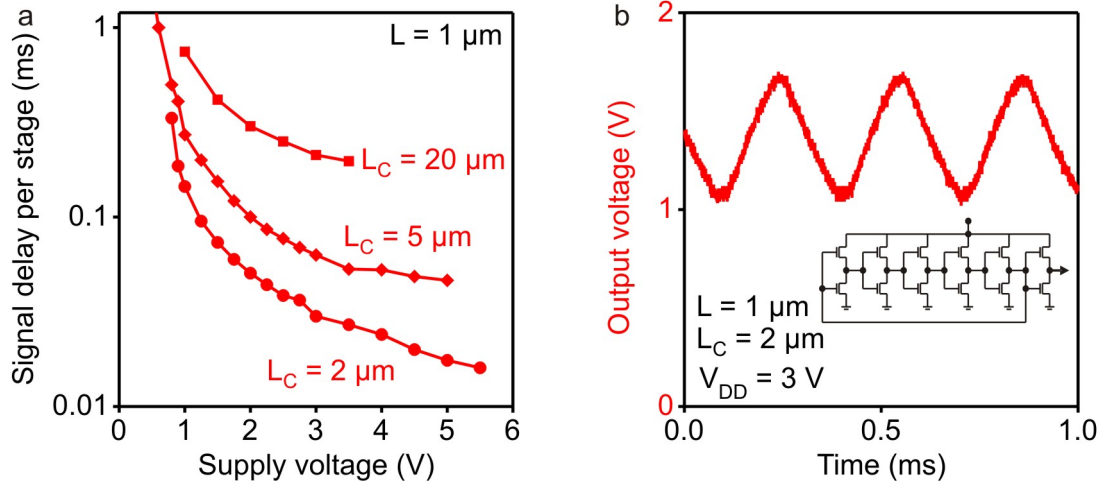 a
Signal delay per stage (ms)
1
0.1
0.01
L = 1 µm
L_C = 20 µm
L_C = 5 µm
L_C = 2 µm
0 1 2 3 4 5 6
Supply voltage (V)
b
Output voltage (V)
2
1
0
L = 1 µm
L_C = 2 µm
V_DD = 3 V
0.0 0.5 1.0
Time (ms)